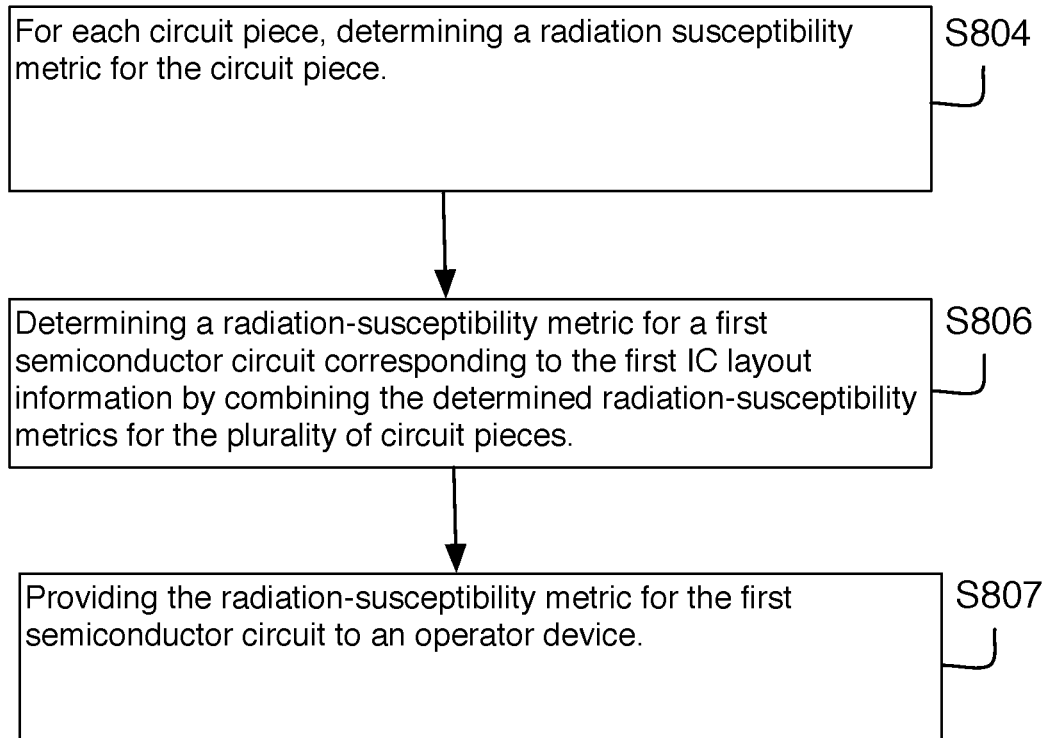 For each circuit piece, determining a radiation susceptibility
metric for the circuit piece.
S804
Determining a radiation-susceptibility metric for a first
semiconductor circuit corresponding to the first IC layout
information by combining the determined radiation-susceptibility
metrics for the plurality of circuit pieces.
S806
Providing the radiation-susceptibility metric for the first
semiconductor circuit to an operator device.
S807